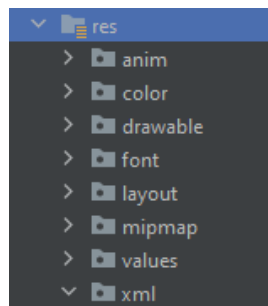 res
anim
color
drawable
font
layout
mipmap
values
xml